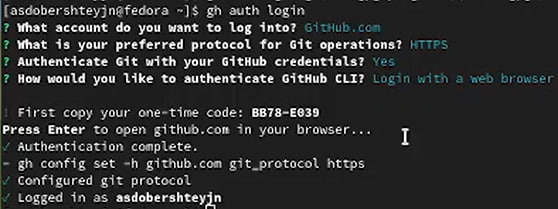 [asdobershteyjn@fedora ~]$ gh auth login
? What account do you want to log into? GitHub.com
? What is your preferred protocol for Git operations? HTTPS
? Authenticate Git with your GitHub credentials? Yes
? How would you like to authenticate GitHub CLI? Login with a web browser
! First copy your one-time code: BB78-E039
Press Enter to open github.com in your browser...
✓ Authentication complete.
- gh config set -h github.com git_protocol https
✓ Configured git protocol
✓ Logged in as asdobershteyjn